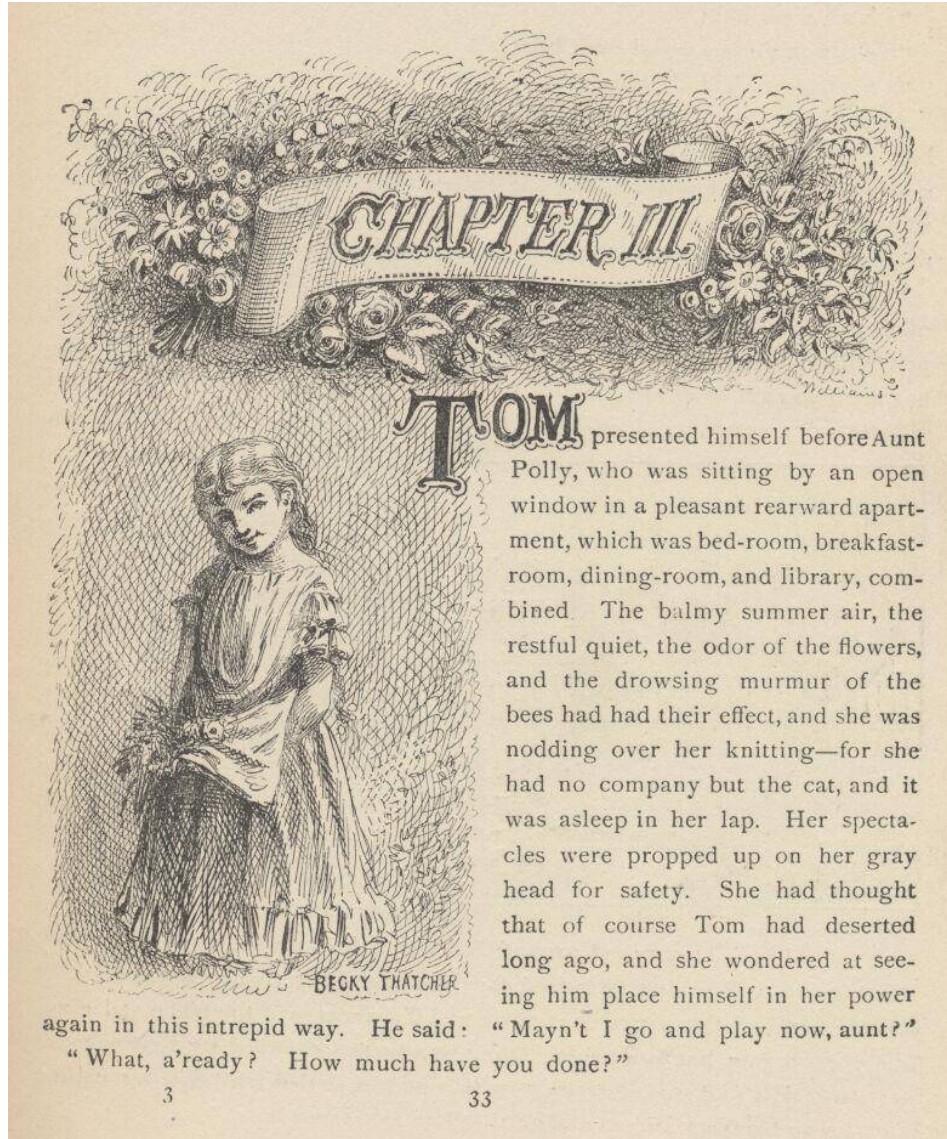 CHAPTER III.
Williams
TOM presented himself before Aunt
Polly, who was sitting by an open
window in a pleasant rearward apart-
ment, which was bed-room, breakfast-
room, dining-room, and library, com-
bined. The balmy summer air, the
restful quiet, the odor of the flowers,
and the drowsing murmur of the
bees had had their effect, and she was
nodding over her knitting—for she
had no company but the cat, and it
was asleep in her lap. Her specta-
cles were propped up on her gray
head for safety. She had thought
that of course Tom had deserted
long ago, and she wondered at see-
BECKY THATCHER
ing him place himself in her power
again in this intrepid way. He said: "Mayn't I go and play now, aunt?"
"What, a'ready? How much have you done?"
3 33